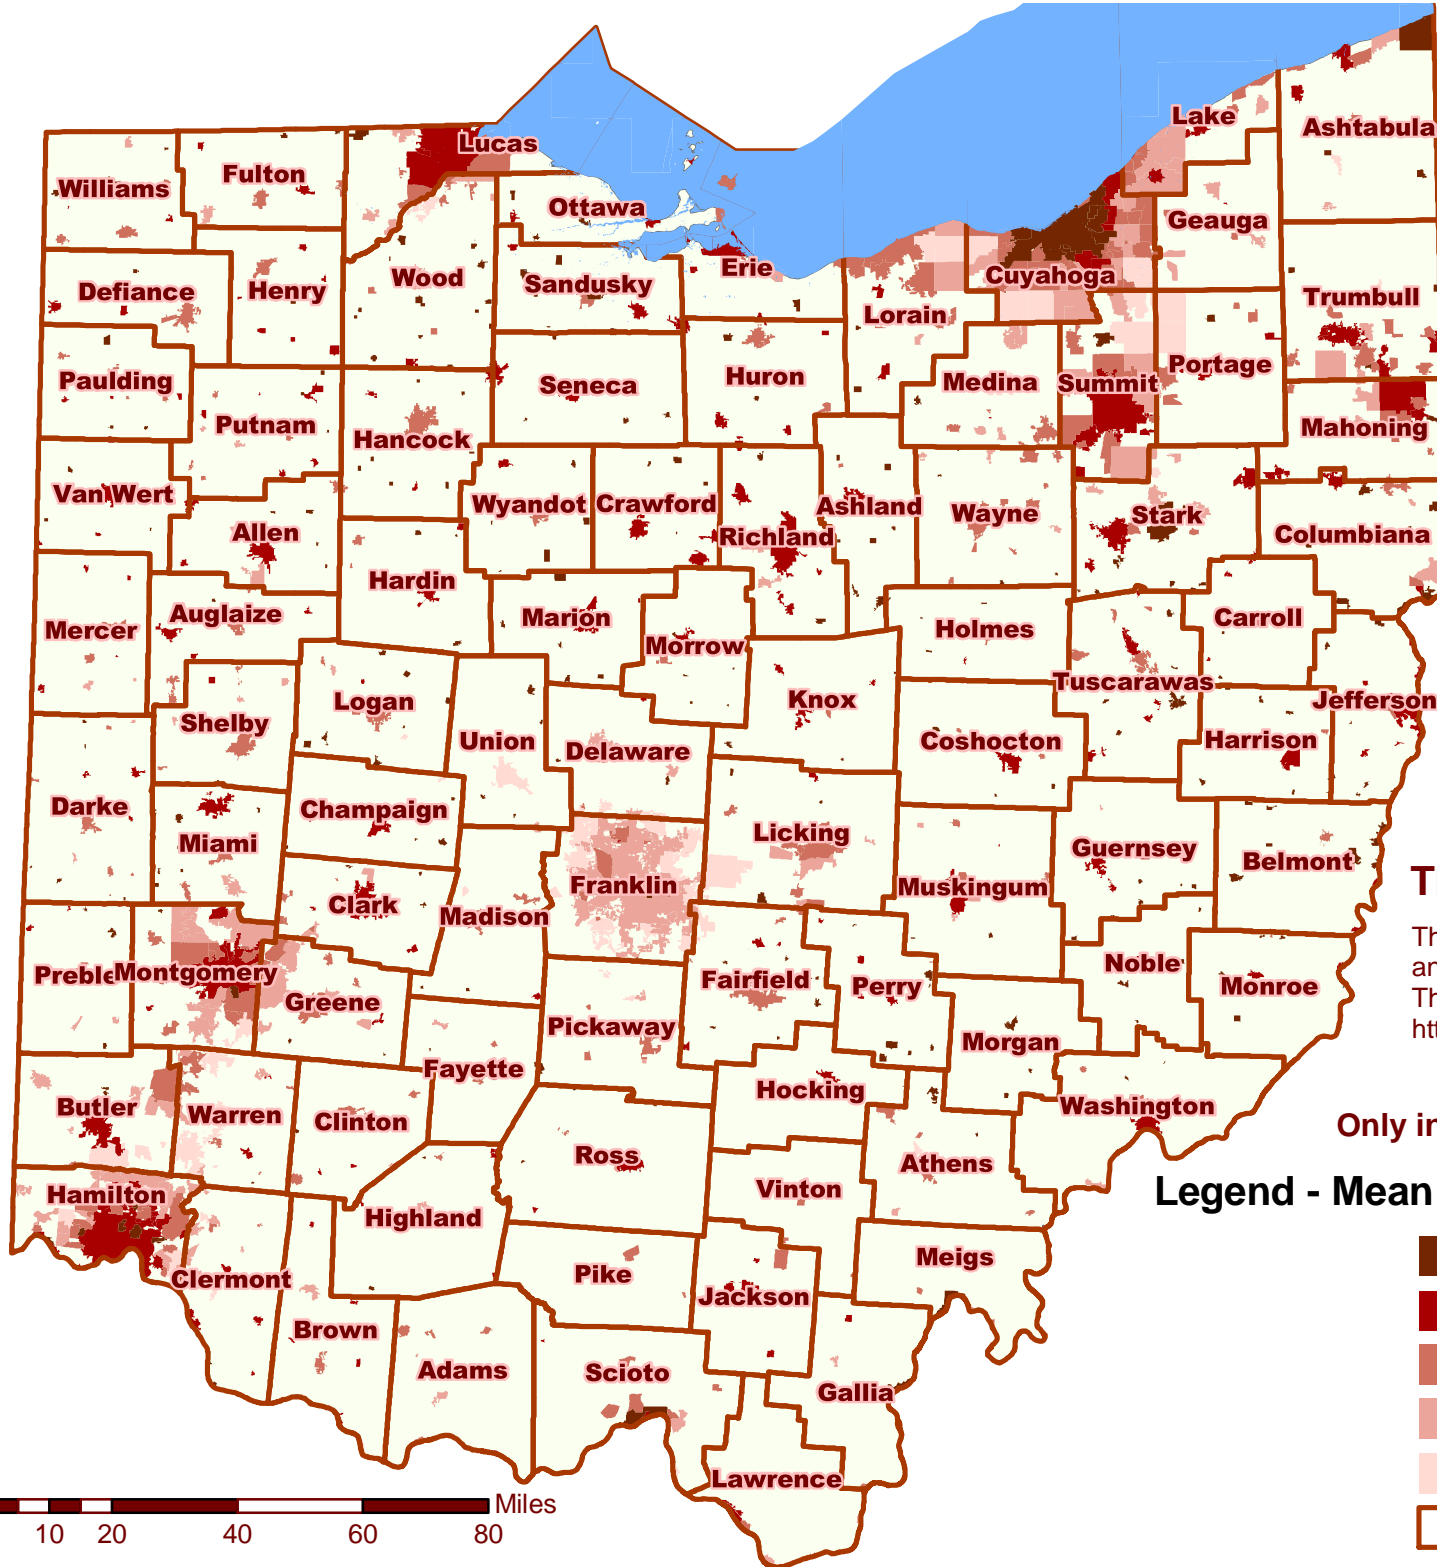 Lake
Ashtabula
Lucas
Williams
Fulton
Ottawa
Geauga
Erie
Cuyahoga
Wood
Sandusky
Defiance
Henry
Trumbull
Lorain
Paulding
Seneca
Huron
Medina
Summit
Portage
Putnam
Hancock
Mahoning
Van Wert
Wyandot
Crawford
Ashland
Wayne
Stark
Allen
Richland
Columbiana
Hardin
Auglaize
Marion
Mercer
Morrow
Holmes
Carroll
Tuscarawas
Logan
Knox
Jefferson
Shelby
Union
Delaware
Coshocton
Harrison
Darke
Champaign
Miami
Licking
Guernsey
Belmont
Franklin
Muskingum
Clark
Madison
T
Th
ar
Th
htt
Preble
Montgomery
Greene
Fairfield
Perry
Noble
Monroe
Pickaway
Morgan
Fayette
Hocking
Butler
Warren
Clinton
Washington
Only in
Ross
Athens
Vinton
Legend - Mean
Hamilton
Highland
Meigs
Clermont
Pike
Jackson
Brown
Adams
Scioto
Gallia
Lawrence
Miles
10 20 40 60 80